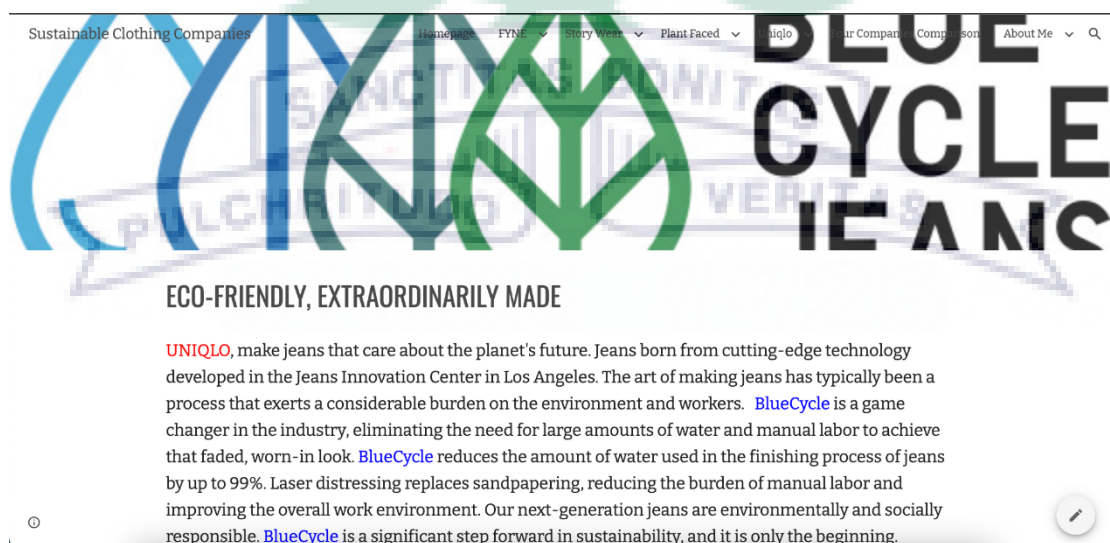 Sustainable Clothing Companies
Homepage FYNE Story Wear Plant Faced Uniqlo Four Companies Comparison About Me
BLUE
CYCLE
JEANS
SANCTITAS BONITAS
PULCHRITUDO VERITAS
ECO-FRIENDLY, EXTRAORDINARILY MADE
UNIQLO, make jeans that care about the planet's future. Jeans born from cutting-edge technology
developed in the Jeans Innovation Center in Los Angeles. The art of making jeans has typically been a
process that exerts a considerable burden on the environment and workers. BlueCycle is a game
changer in the industry, eliminating the need for large amounts of water and manual labor to achieve
that faded, worn-in look. BlueCycle reduces the amount of water used in the finishing process of jeans
by up to 99%. Laser distressing replaces sandpapering, reducing the burden of manual labor and
improving the overall work environment. Our next-generation jeans are environmentally and socially
responsible. BlueCycle is a significant step forward in sustainability, and it is only the beginning.